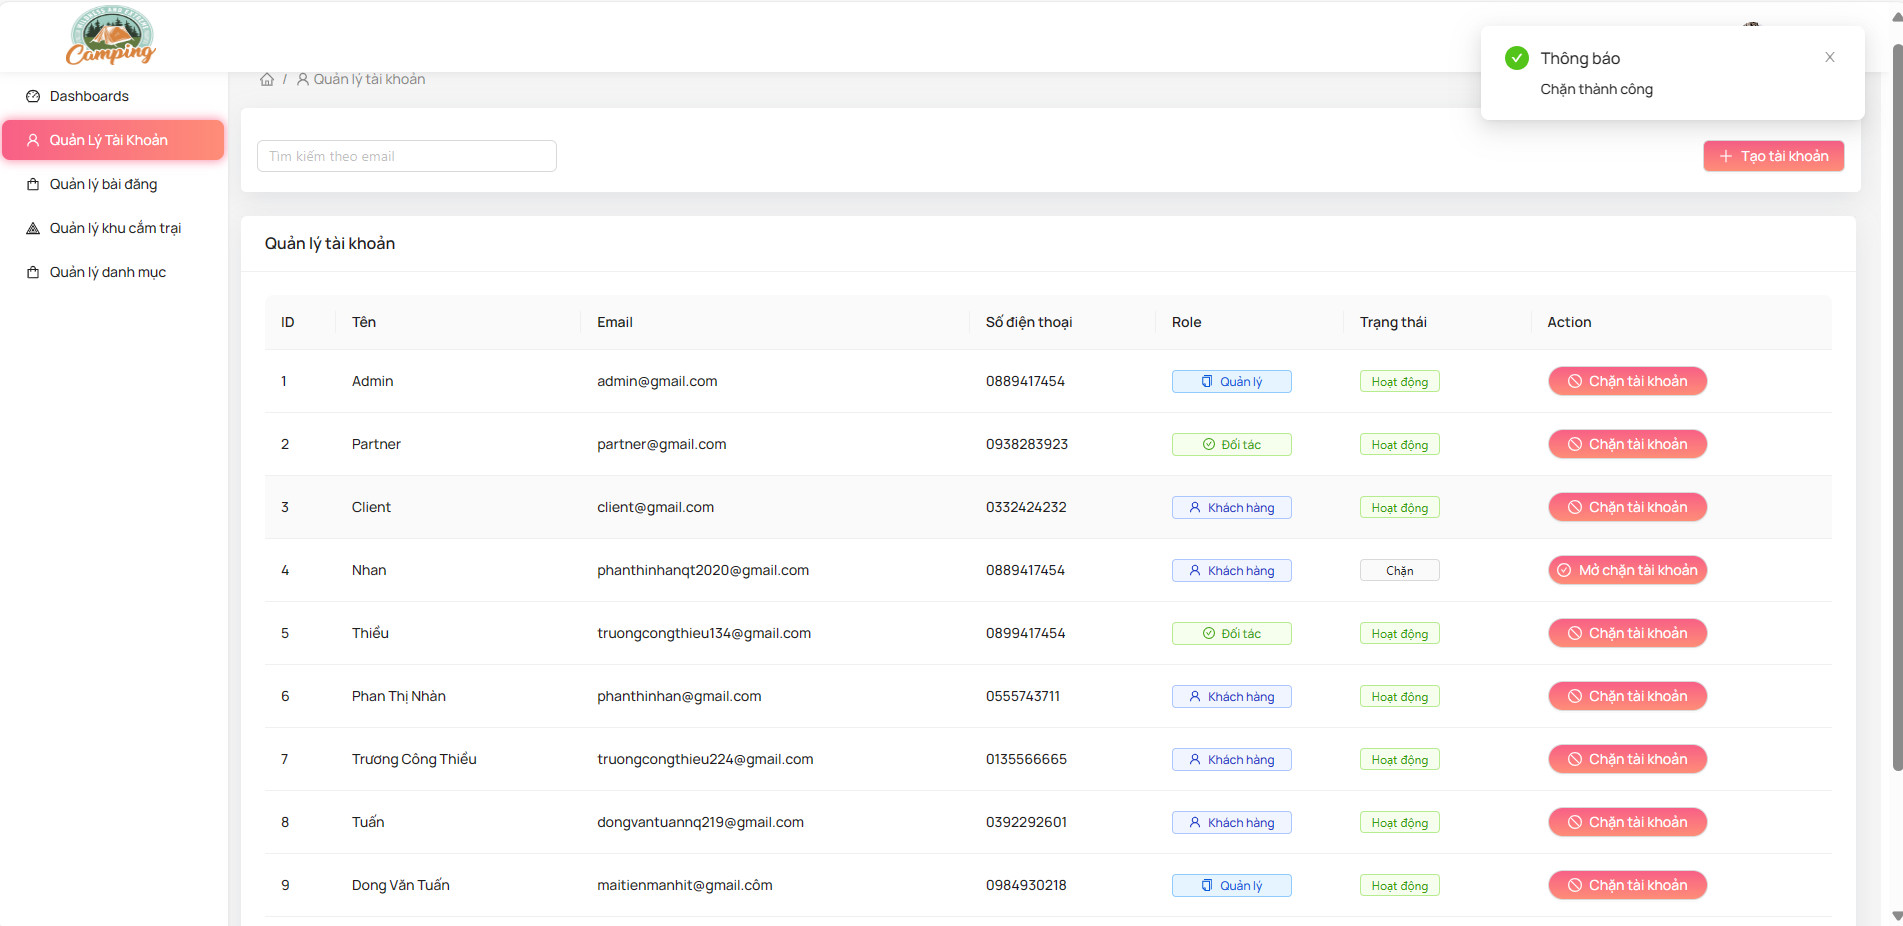 WILDNESS AND EXTREME
Camping
Thông báo
Chặn thành công
Dashboards
Quản Lý Tài Khoản
Quản lý bài đăng
Quản lý khu cắm trại
Quản lý danh mục
/ Quản lý tài khoản
Tìm kiếm theo email
Tạo tài khoản
Quản lý tài khoản
ID Tên Email Số điện thoại Role Trạng thái Action
1 Admin admin@gmail.com 0889417454 Quản lý Hoạt động Chặn tài khoản
2 Partner partner@gmail.com 0938283923 Đối tác Hoạt động Chặn tài khoản
3 Client client@gmail.com 0332424232 Khách hàng Hoạt động Chặn tài khoản
4 Nhan phanthinhanqt2020@gmail.com 0889417454 Khách hàng Chặn Mở chặn tài khoản
5 Thiều truongcongthieu134@gmail.com 0899417454 Đối tác Hoạt động Chặn tài khoản
6 Phan Thị Nhàn phanthinhan@gmail.com 0555743711 Khách hàng Hoạt động Chặn tài khoản
7 Trương Công Thiều truongcongthieu224@gmail.com 0135566665 Khách hàng Hoạt động Chặn tài khoản
8 Tuấn dongvantuannq219@gmail.com 0392292601 Khách hàng Hoạt động Chặn tài khoản
9 Dong Văn Tuấn maitienmanhit@gmail.côm 0984930218 Quản lý Hoạt động Chặn tài khoản